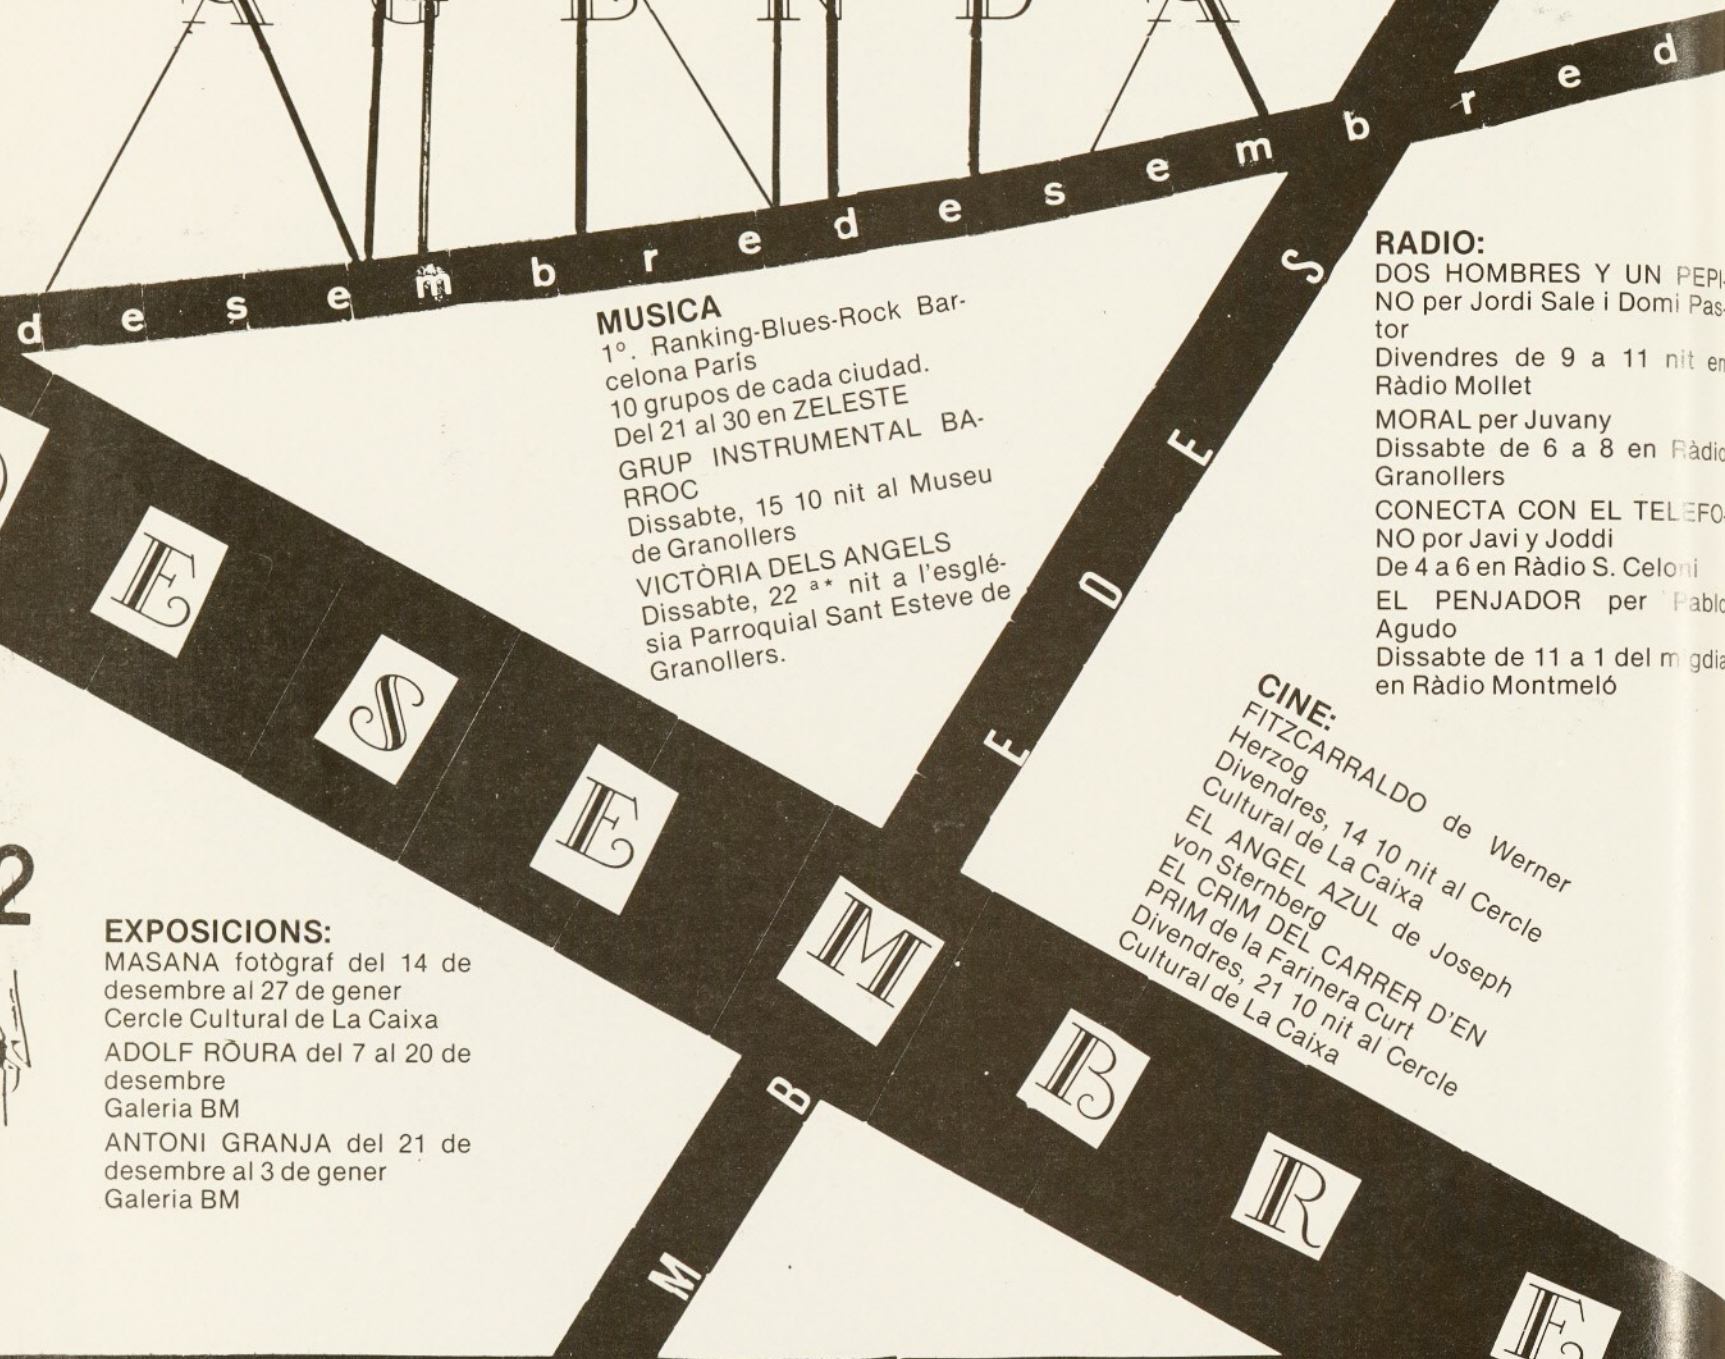 AGENDA
desembredesembred
MUSICA
1º. Ranking-Blues-Rock Bar-
celona París
10 grupos de cada ciudad.
Del 21 al 30 en ZELESTE
GRUP INSTRUMENTAL BA-
RROC
Dissabte, 15 10 nit al Museu
de Granollers
VICTÒRIA DELS ANGELS
Dissabte, 22 ª* nit a l'esglé-
sia Parroquial Sant Esteve de
Granollers.
RADIO:
DOS HOMBRES Y UN PEPI-
NO per Jordi Sale i Domi Pas-
tor
Divendres de 9 a 11 nit en
Ràdio Mollet
MORAL per Juvany
Dissabte de 6 a 8 en Ràdio
Granollers
CONECTA CON EL TELEFO-
NO por Javi y Joddi
De 4 a 6 en Ràdio S. Celoni
EL PENJADOR per Pablo
Agudo
Dissabte de 11 a 1 del migdia
en Ràdio Montmeló
CINE:
FITZCARRALDO de Werner
Herzog
Divendres, 14 10 nit al Cercle
Cultural de La Caixa
EL ANGEL AZUL de Joseph
von Sternberg
EL CRIM DEL CARRER D'EN
PRIM de la Farinera Curt
Divendres, 21 10 nit al Cercle
Cultural de La Caixa
EXPOSICIONS:
MASANA fotògraf del 14 de
desembre al 27 de gener
Cercle Cultural de La Caixa
ADOLF ROURA del 7 al 20 de
desembre
Galeria BM
ANTONI GRANJA del 21 de
desembre al 3 de gener
Galeria BM
DESEMBRE
MBEDES
2